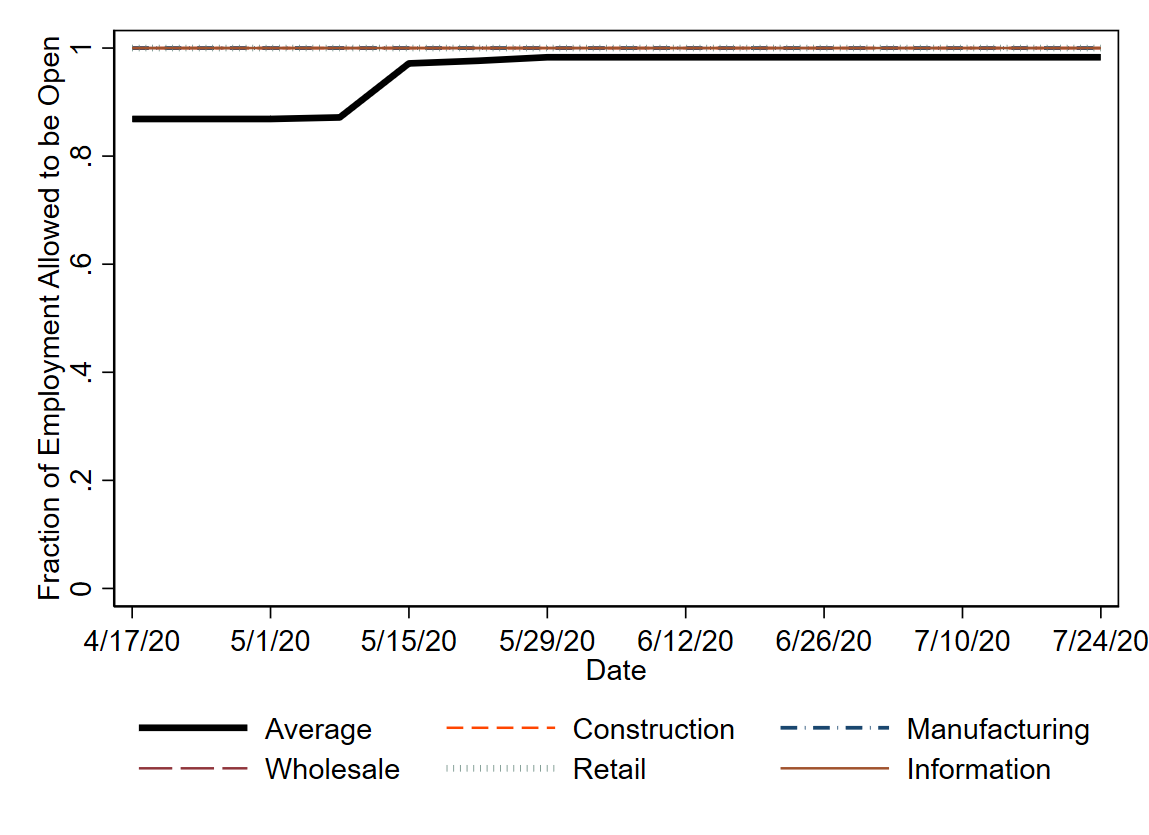 Fraction of Employment Allowed to be Open
1
.8
.6
.4
.2
0
4/17/20 5/1/20 5/15/20 5/29/20 6/12/20 6/26/20 7/10/20 7/24/20
Date
Average Construction Manufacturing
Wholesale Retail Information